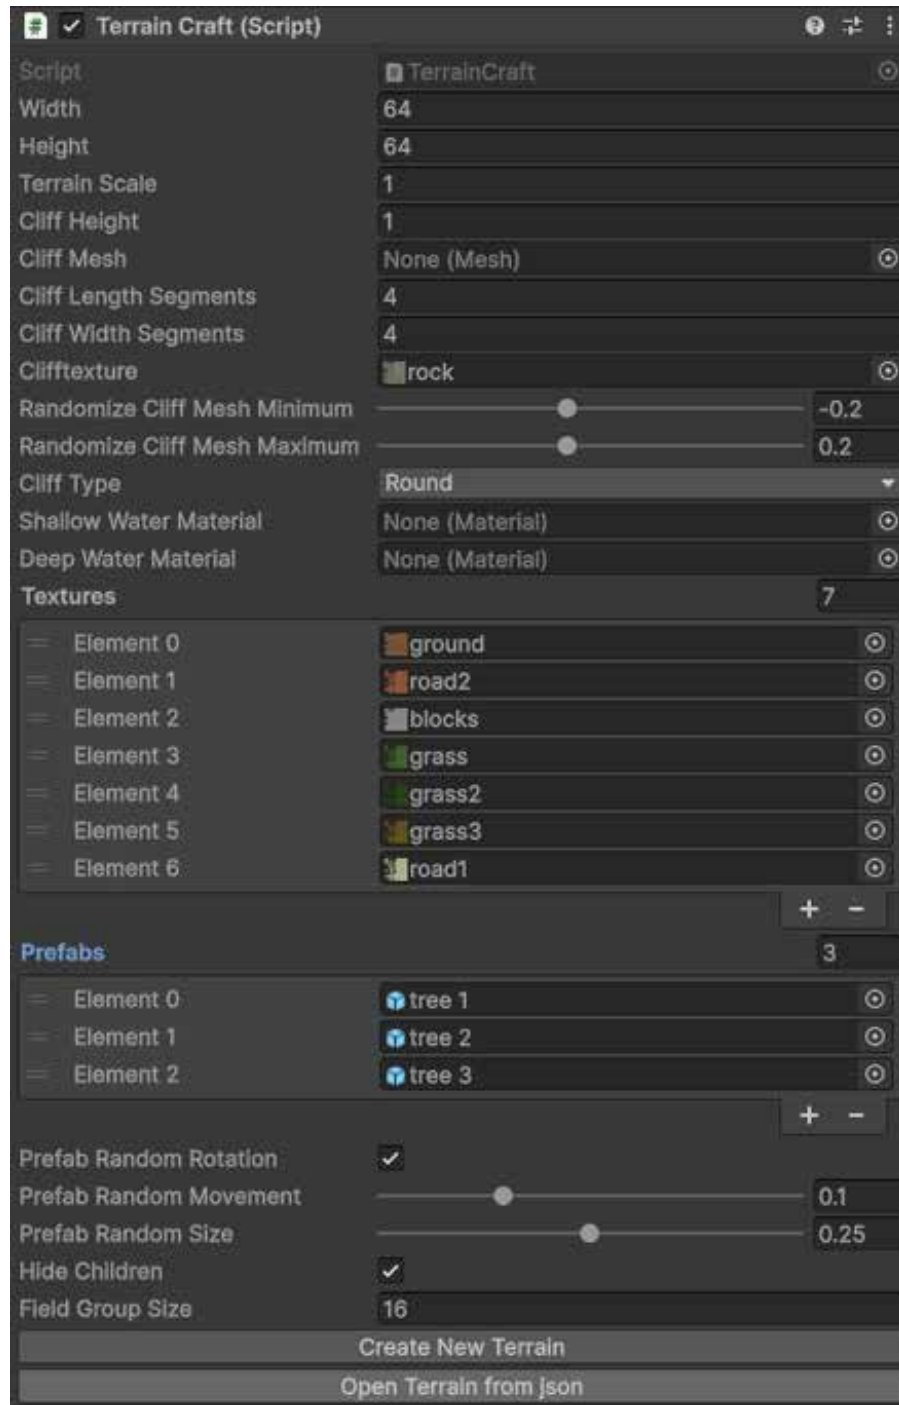 Terrain Craft (Script)
Script TerrainCraft
Width 64
Height 64
Terrain Scale 1
Cliff Height 1
Cliff Mesh None (Mesh)
Cliff Length Segments 4
Cliff Width Segments 4
Clifftexture rock
Randomize Cliff Mesh Minimum -0.2
Randomize Cliff Mesh Maximum 0.2
Cliff Type Round
Shallow Water Material None (Material)
Deep Water Material None (Material)
Textures 7
Element 0 ground
Element 1 road2
Element 2 blocks
Element 3 grass
Element 4 grass2
Element 5 grass3
Element 6 road1
+ -
Prefabs 3
Element 0 tree 1
Element 1 tree 2
Element 2 tree 3
+ -
Prefab Random Rotation
Prefab Random Movement 0.1
Prefab Random Size 0.25
Hide Children
Field Group Size 16
Create New Terrain
Open Terrain from json